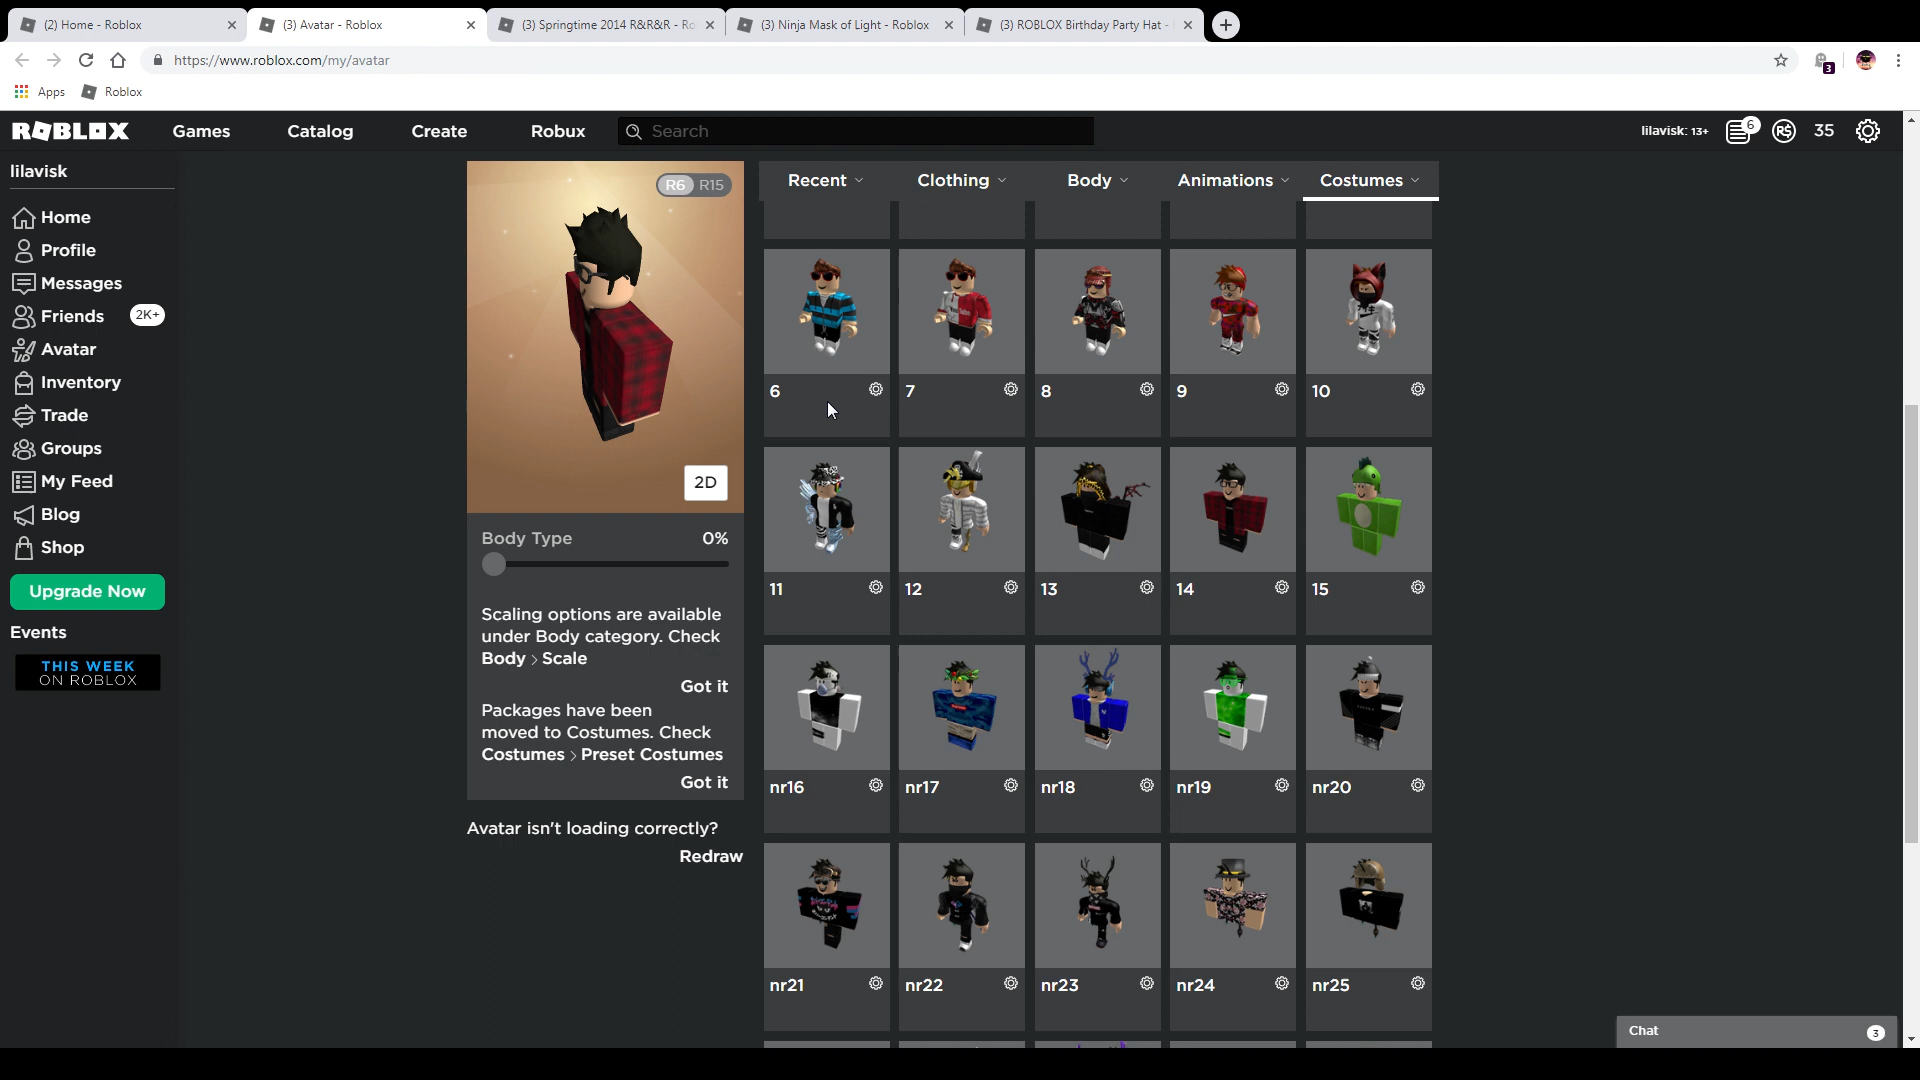 (2) Home - Roblox
(3) Avatar - Roblox
(3) Springtime 2014 R&R&R - Ro
(3) Ninja Mask of Light - Roblox
(3) ROBLOX Birthday Party Hat -
https://www.roblox.com/my/avatar
3
Apps
Roblox
ROBLOX
Games
Catalog
Create
Robux
Search
lilavisk: 13+
6
R$
35
lilavisk
Home
Profile
Messages
Friends 2K+
Avatar
Inventory
Trade
Groups
My Feed
Blog
Shop
Upgrade Now
Events
THIS WEEK
ON ROBLOX
R6 R15
2D
Body Type 0%
Scaling options are available
under Body category. Check
Body > Scale
Got it
Packages have been
moved to Costumes. Check
Costumes > Preset Costumes
Got it
Avatar isn't loading correctly?
Redraw
Recent
Clothing
Body
Animations
Costumes
6
7
8
9
10
11
12
13
14
15
nr16
nr17
nr18
nr19
nr20
nr21
nr22
nr23
nr24
nr25
Chat 3